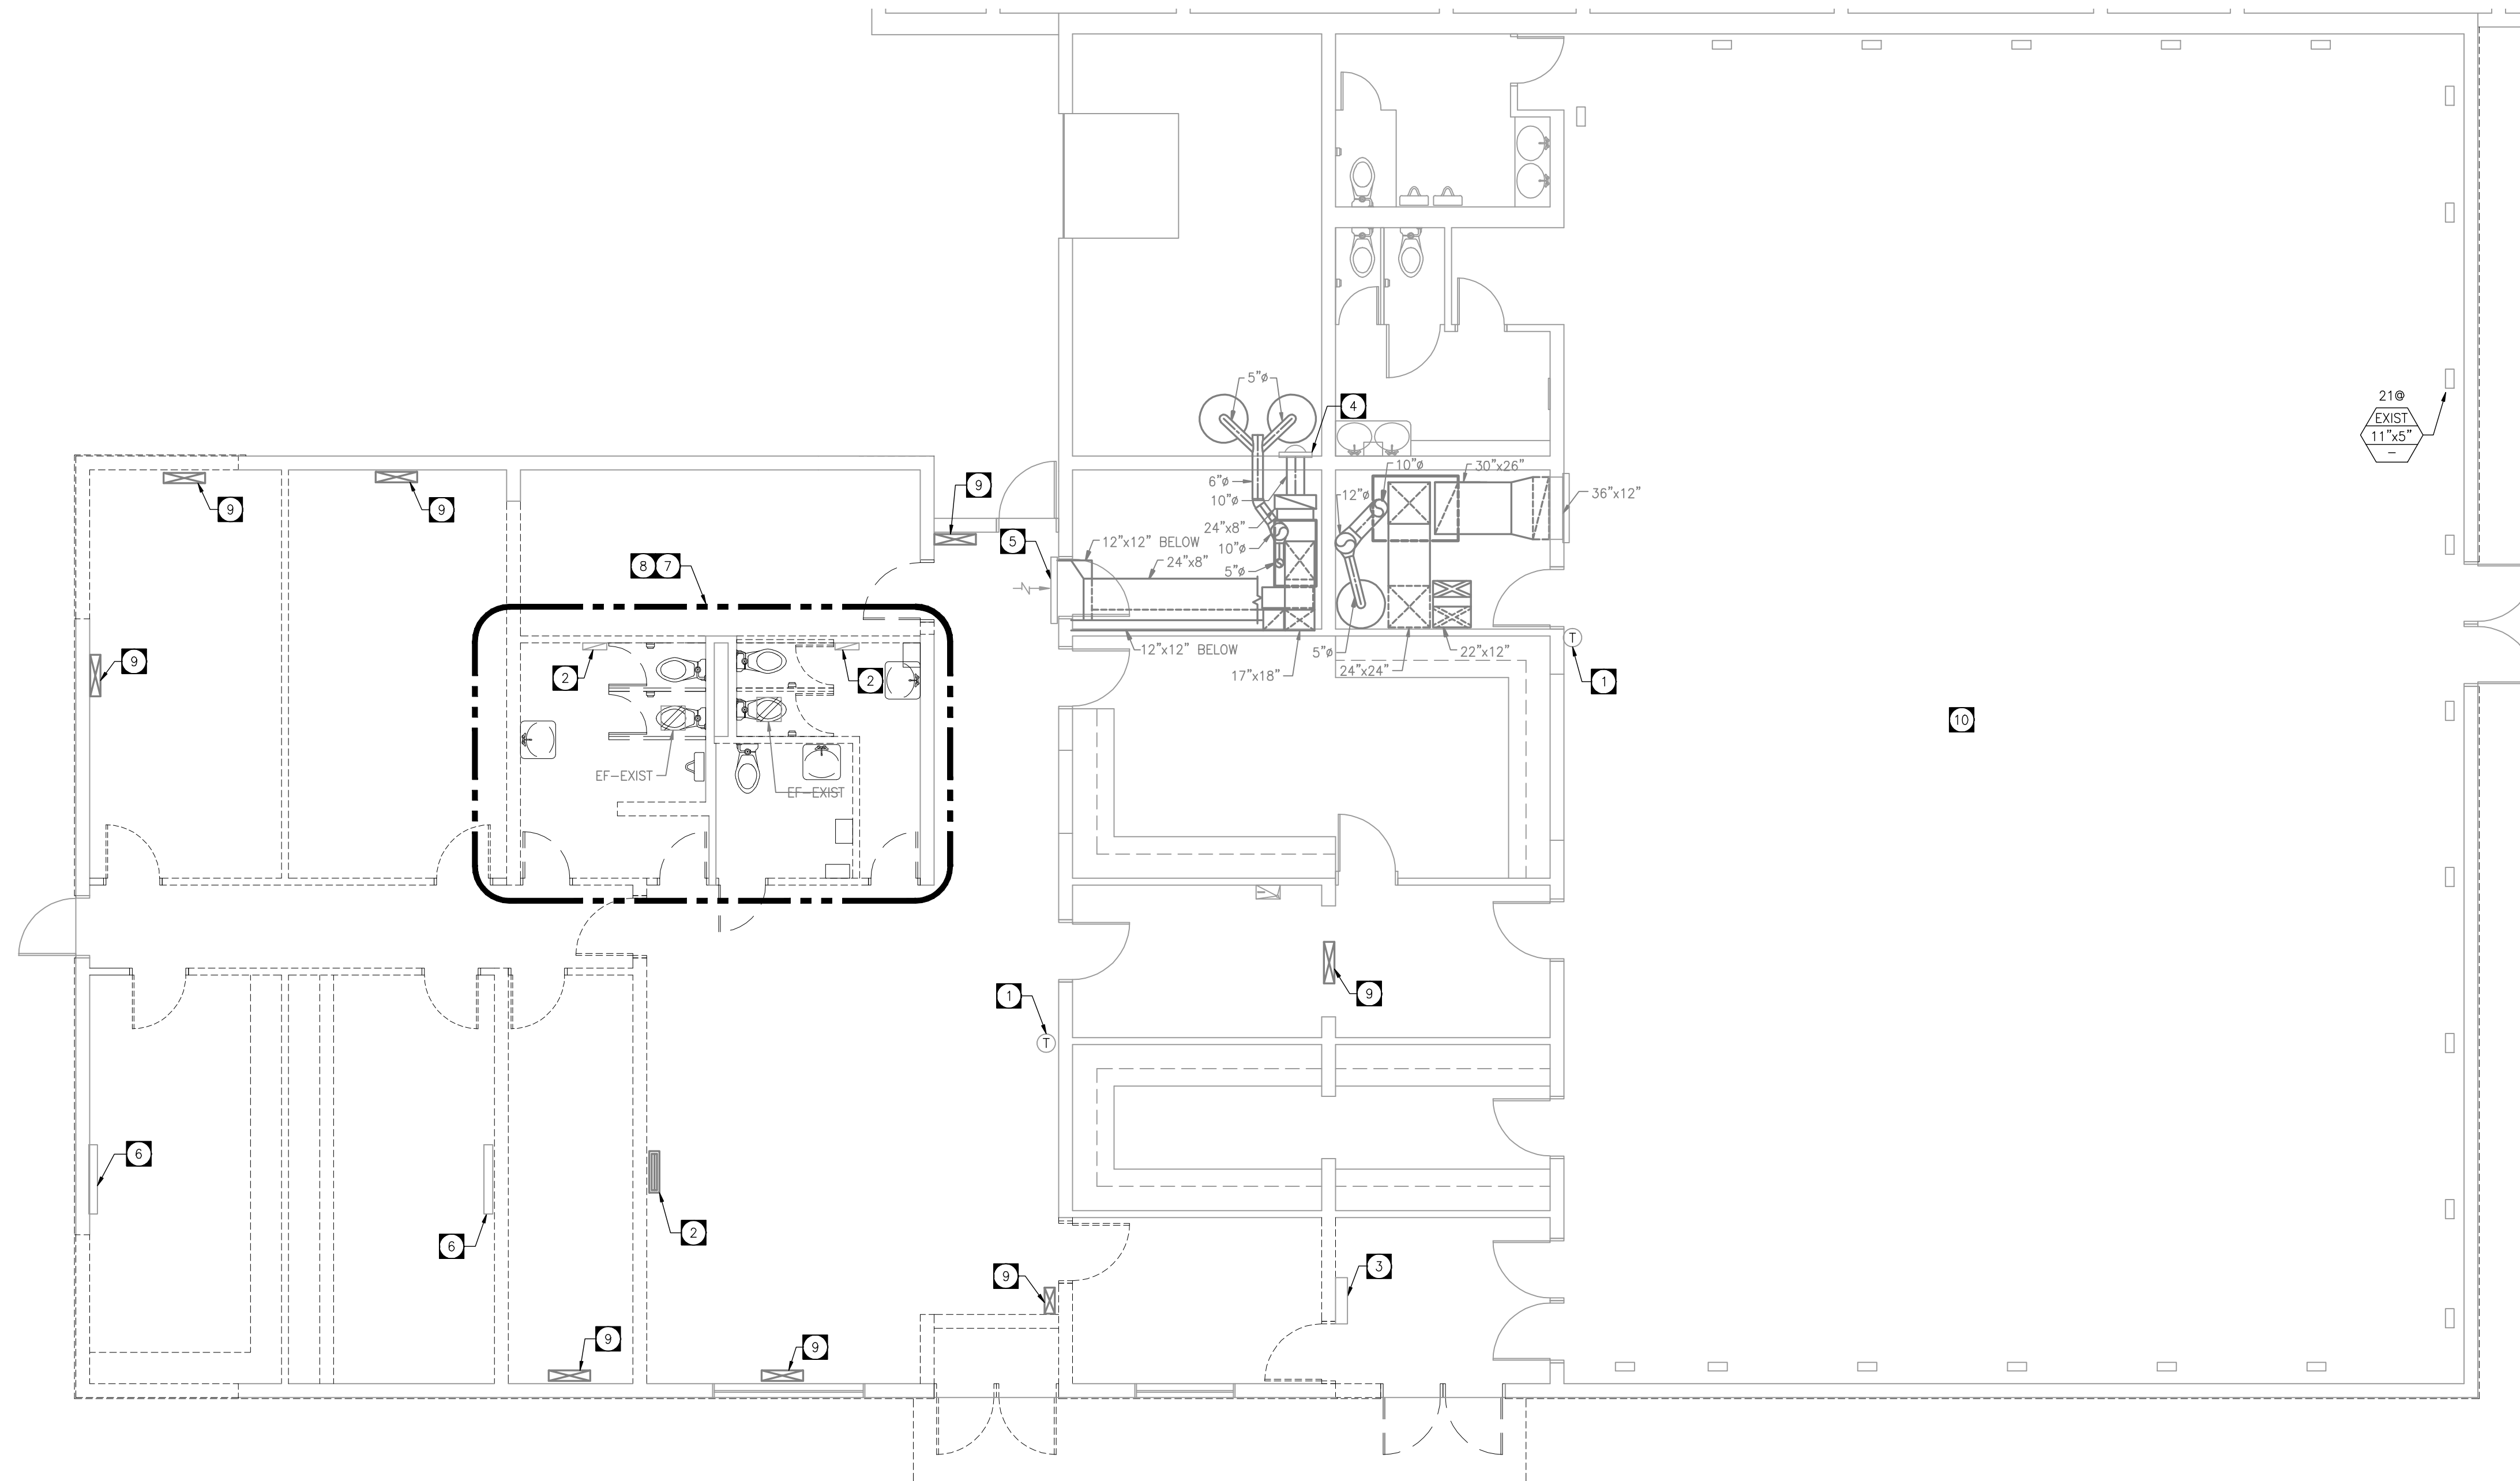 5"ø
4
21@
EXIST
11"x5"
–
9
9
9
6"ø
10"ø
24"x8"
10"ø
5"ø
12"ø
10"ø
30"x26"
36"x12"
5
12"x12" BELOW
24"x8"
N
8 7
9
2
2
12"x12" BELOW
17"x18"
5"ø
24"x24"
22"x12"
T
1
10
EF-EXIST
EF-EXIST
1
T
9
6
6
2
9
3
9
9